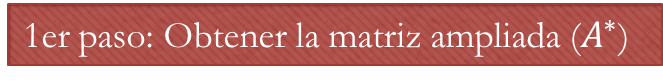 1er paso: Obtener la matriz ampliada (𝐴*)